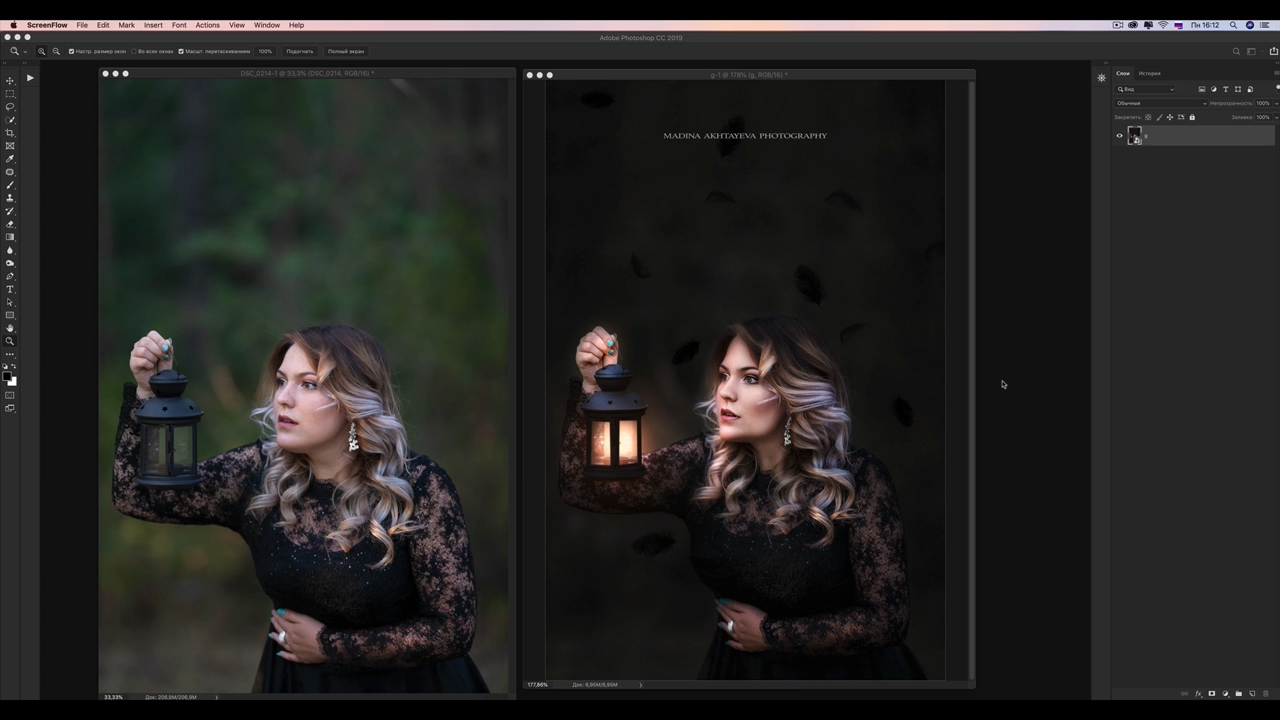 ScreenFlow File Edit Mark Insert Font Actions View Window Help Пн 16:12
Adobe Photoshop CC 2019
Настр. размер окон Во всех окнах Масшт. перетаскиванием 100% Подогнать Полный экран
DSC_0214-1 @ 33,3% (DSC_0214, RGB/16) *
g-1 @ 178% (g, RGB/16) *
Слои История
Вид
Обычные Непрозрачность: 100%
Закрепить: Заливка: 100%
g
MADINA AKHTAYEVA PHOTOGRAPHY
177,86% Док: 6,95M/6,95M
33,33% Док: 206,9M/206,9M